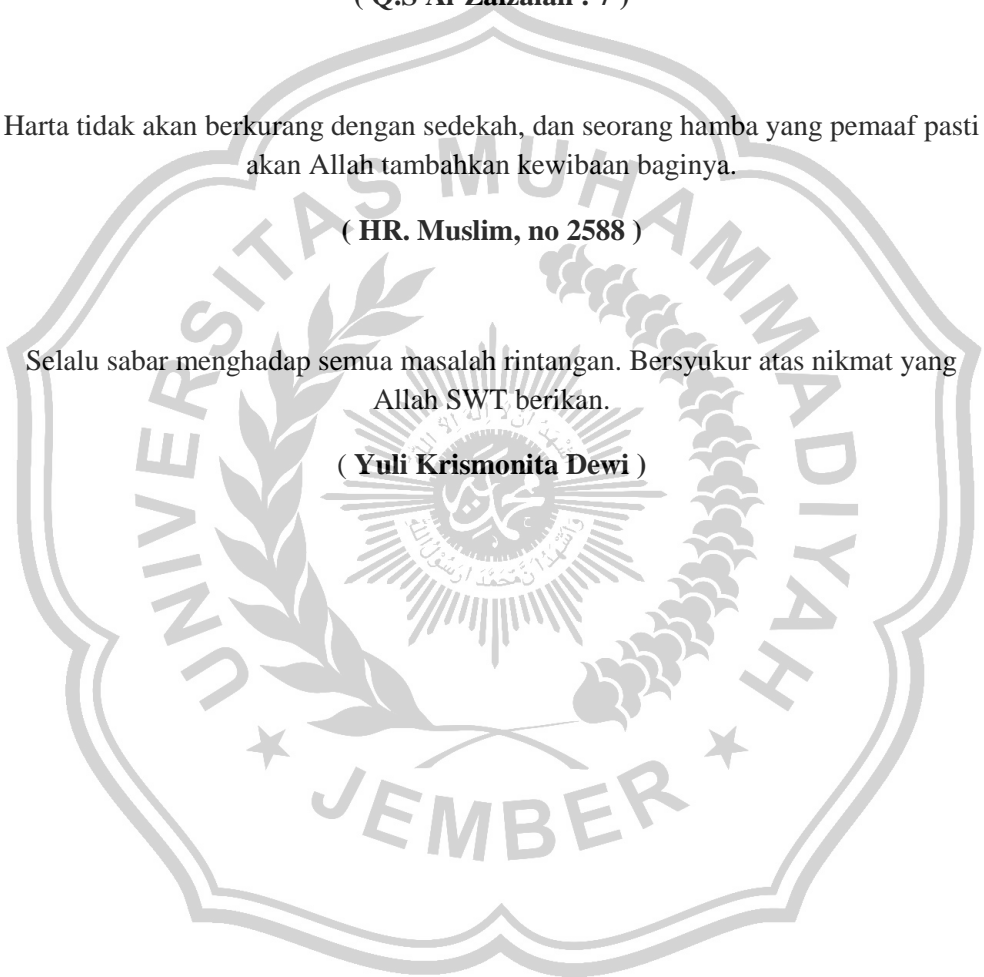 ( Q.S : 7 )
Harta tidak akan berkurang dengan sedekah, dan seorang hamba yang pemaaf pasti
akan Allah tambahkan kewibaan baginya.
( HR. Muslim, no 2588 )
Selalu sabar menghadap semua masalah rintangan. Bersyukur atas nikmat yang
Allah SWT berikan.
( Yuli Krismonita Dewi )
UNIVERSITAS MUHAMMADIYAH
JEMBER